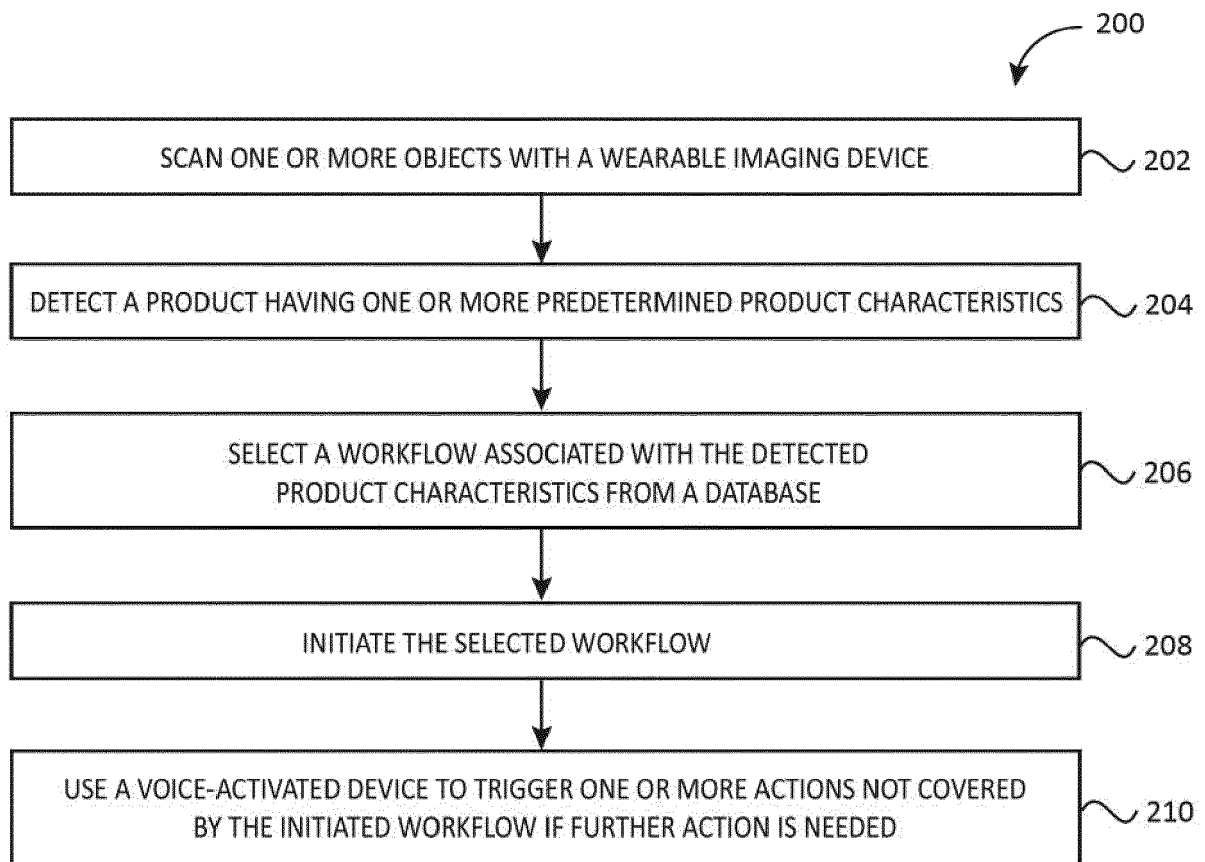 200
SCAN ONE OR MORE OBJECTS WITH A WEARABLE IMAGING DEVICE
202
DETECT A PRODUCT HAVING ONE OR MORE PREDETERMINED PRODUCT CHARACTERISTICS
204
SELECT A WORKFLOW ASSOCIATED WITH THE DETECTED
PRODUCT CHARACTERISTICS FROM A DATABASE
206
INITIATE THE SELECTED WORKFLOW
208
USE A VOICE-ACTIVATED DEVICE TO TRIGGER ONE OR MORE ACTIONS NOT COVERED
BY THE INITIATED WORKFLOW IF FURTHER ACTION IS NEEDED
210